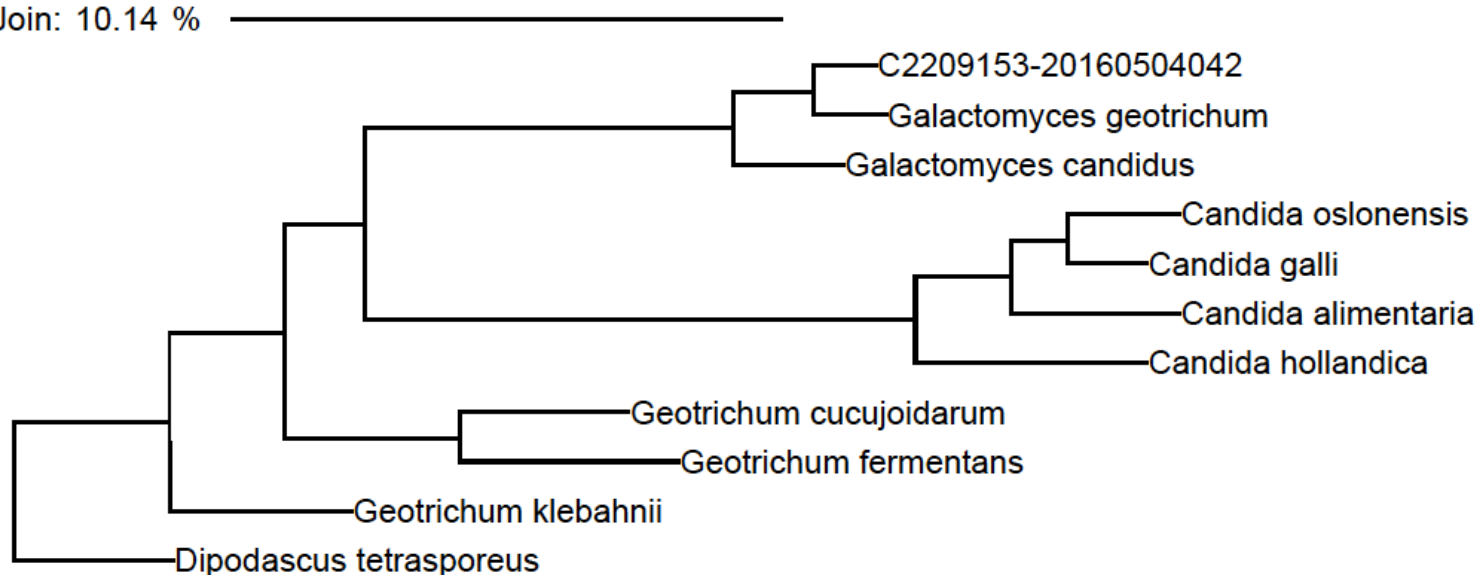 Join: 10.14 %
C2209153-20160504042
Galactomyces geotrichum
Galactomyces candidus
Candida oslonensis
Candida galli
Candida alimentaria
Candida hollandica
Geotrichum cucujoidarum
Geotrichum fermentans
Geotrichum klebahnii
Dipodascus tetrasporeus